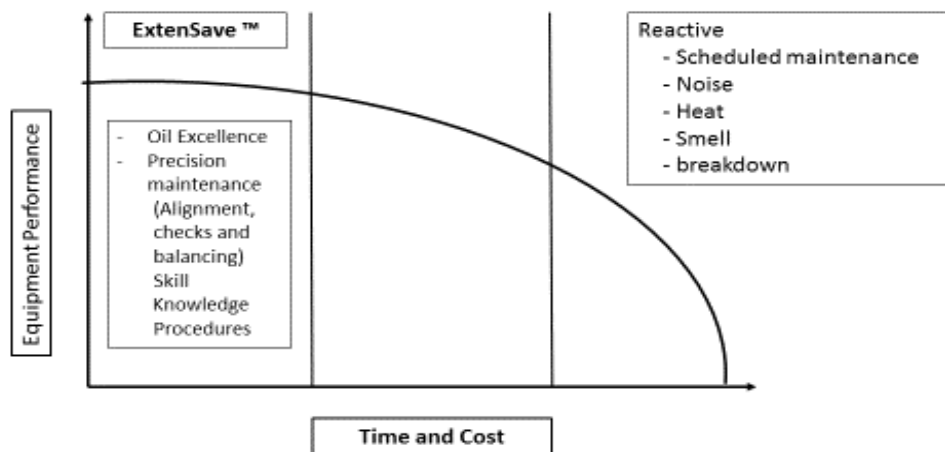 ExtenSave ™
Reactive
- Scheduled maintenance
- Noise
- Heat
- Smell
- breakdown
Equipment Performance
- Oil Excellence
- Precision
maintenance
(Alignment,
checks and
balancing)
Skill
Knowledge
Procedures
Time and Cost